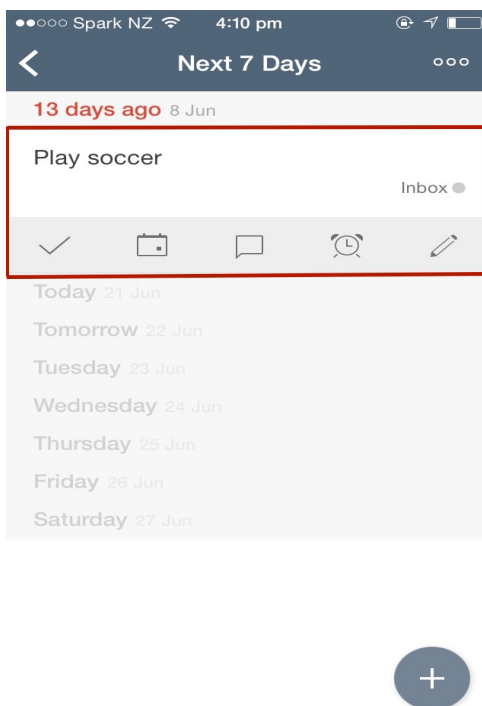 Spark NZ 4:10 pm
Next 7 Days
13 days ago 8 Jun
Play soccer
Inbox
Today 21 Jun
Tomorrow 22 Jun
Tuesday 23 Jun
Wednesday 24 Jun
Thursday 25 Jun
Friday 26 Jun
Saturday 27 Jun